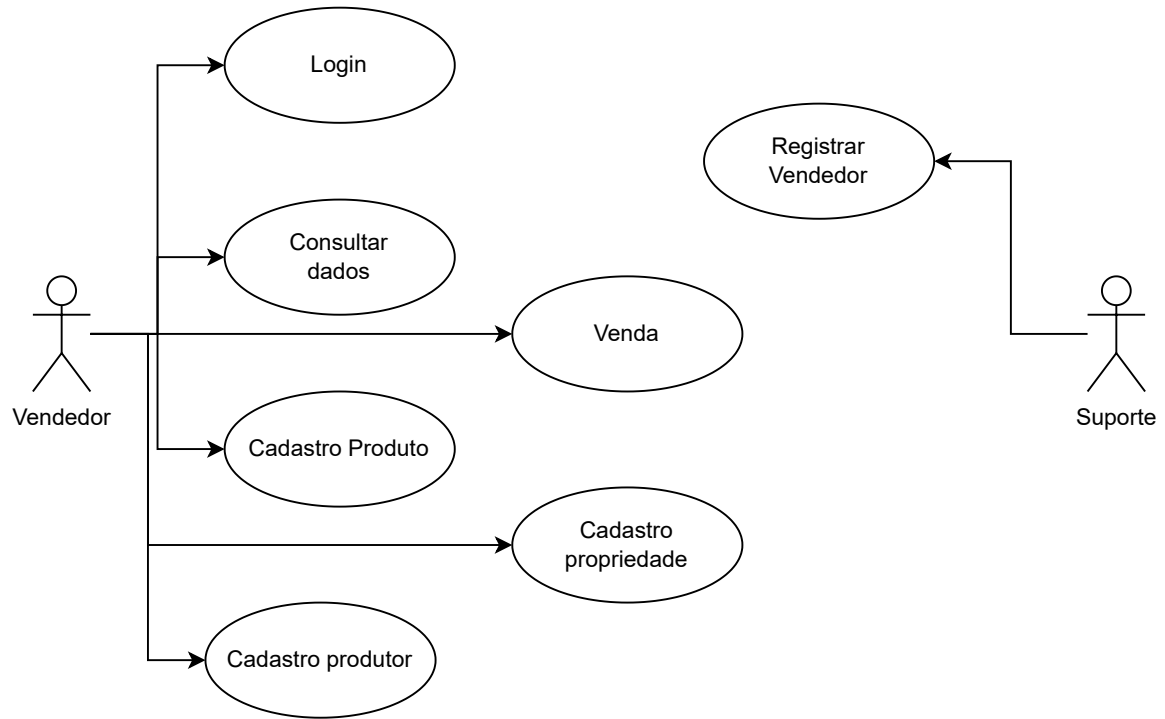 Login
Registrar
Vendedor
Consultar
dados
Venda
Vendedor
Suporte
Cadastro Produto
Cadastro
propriedade
Cadastro produtor